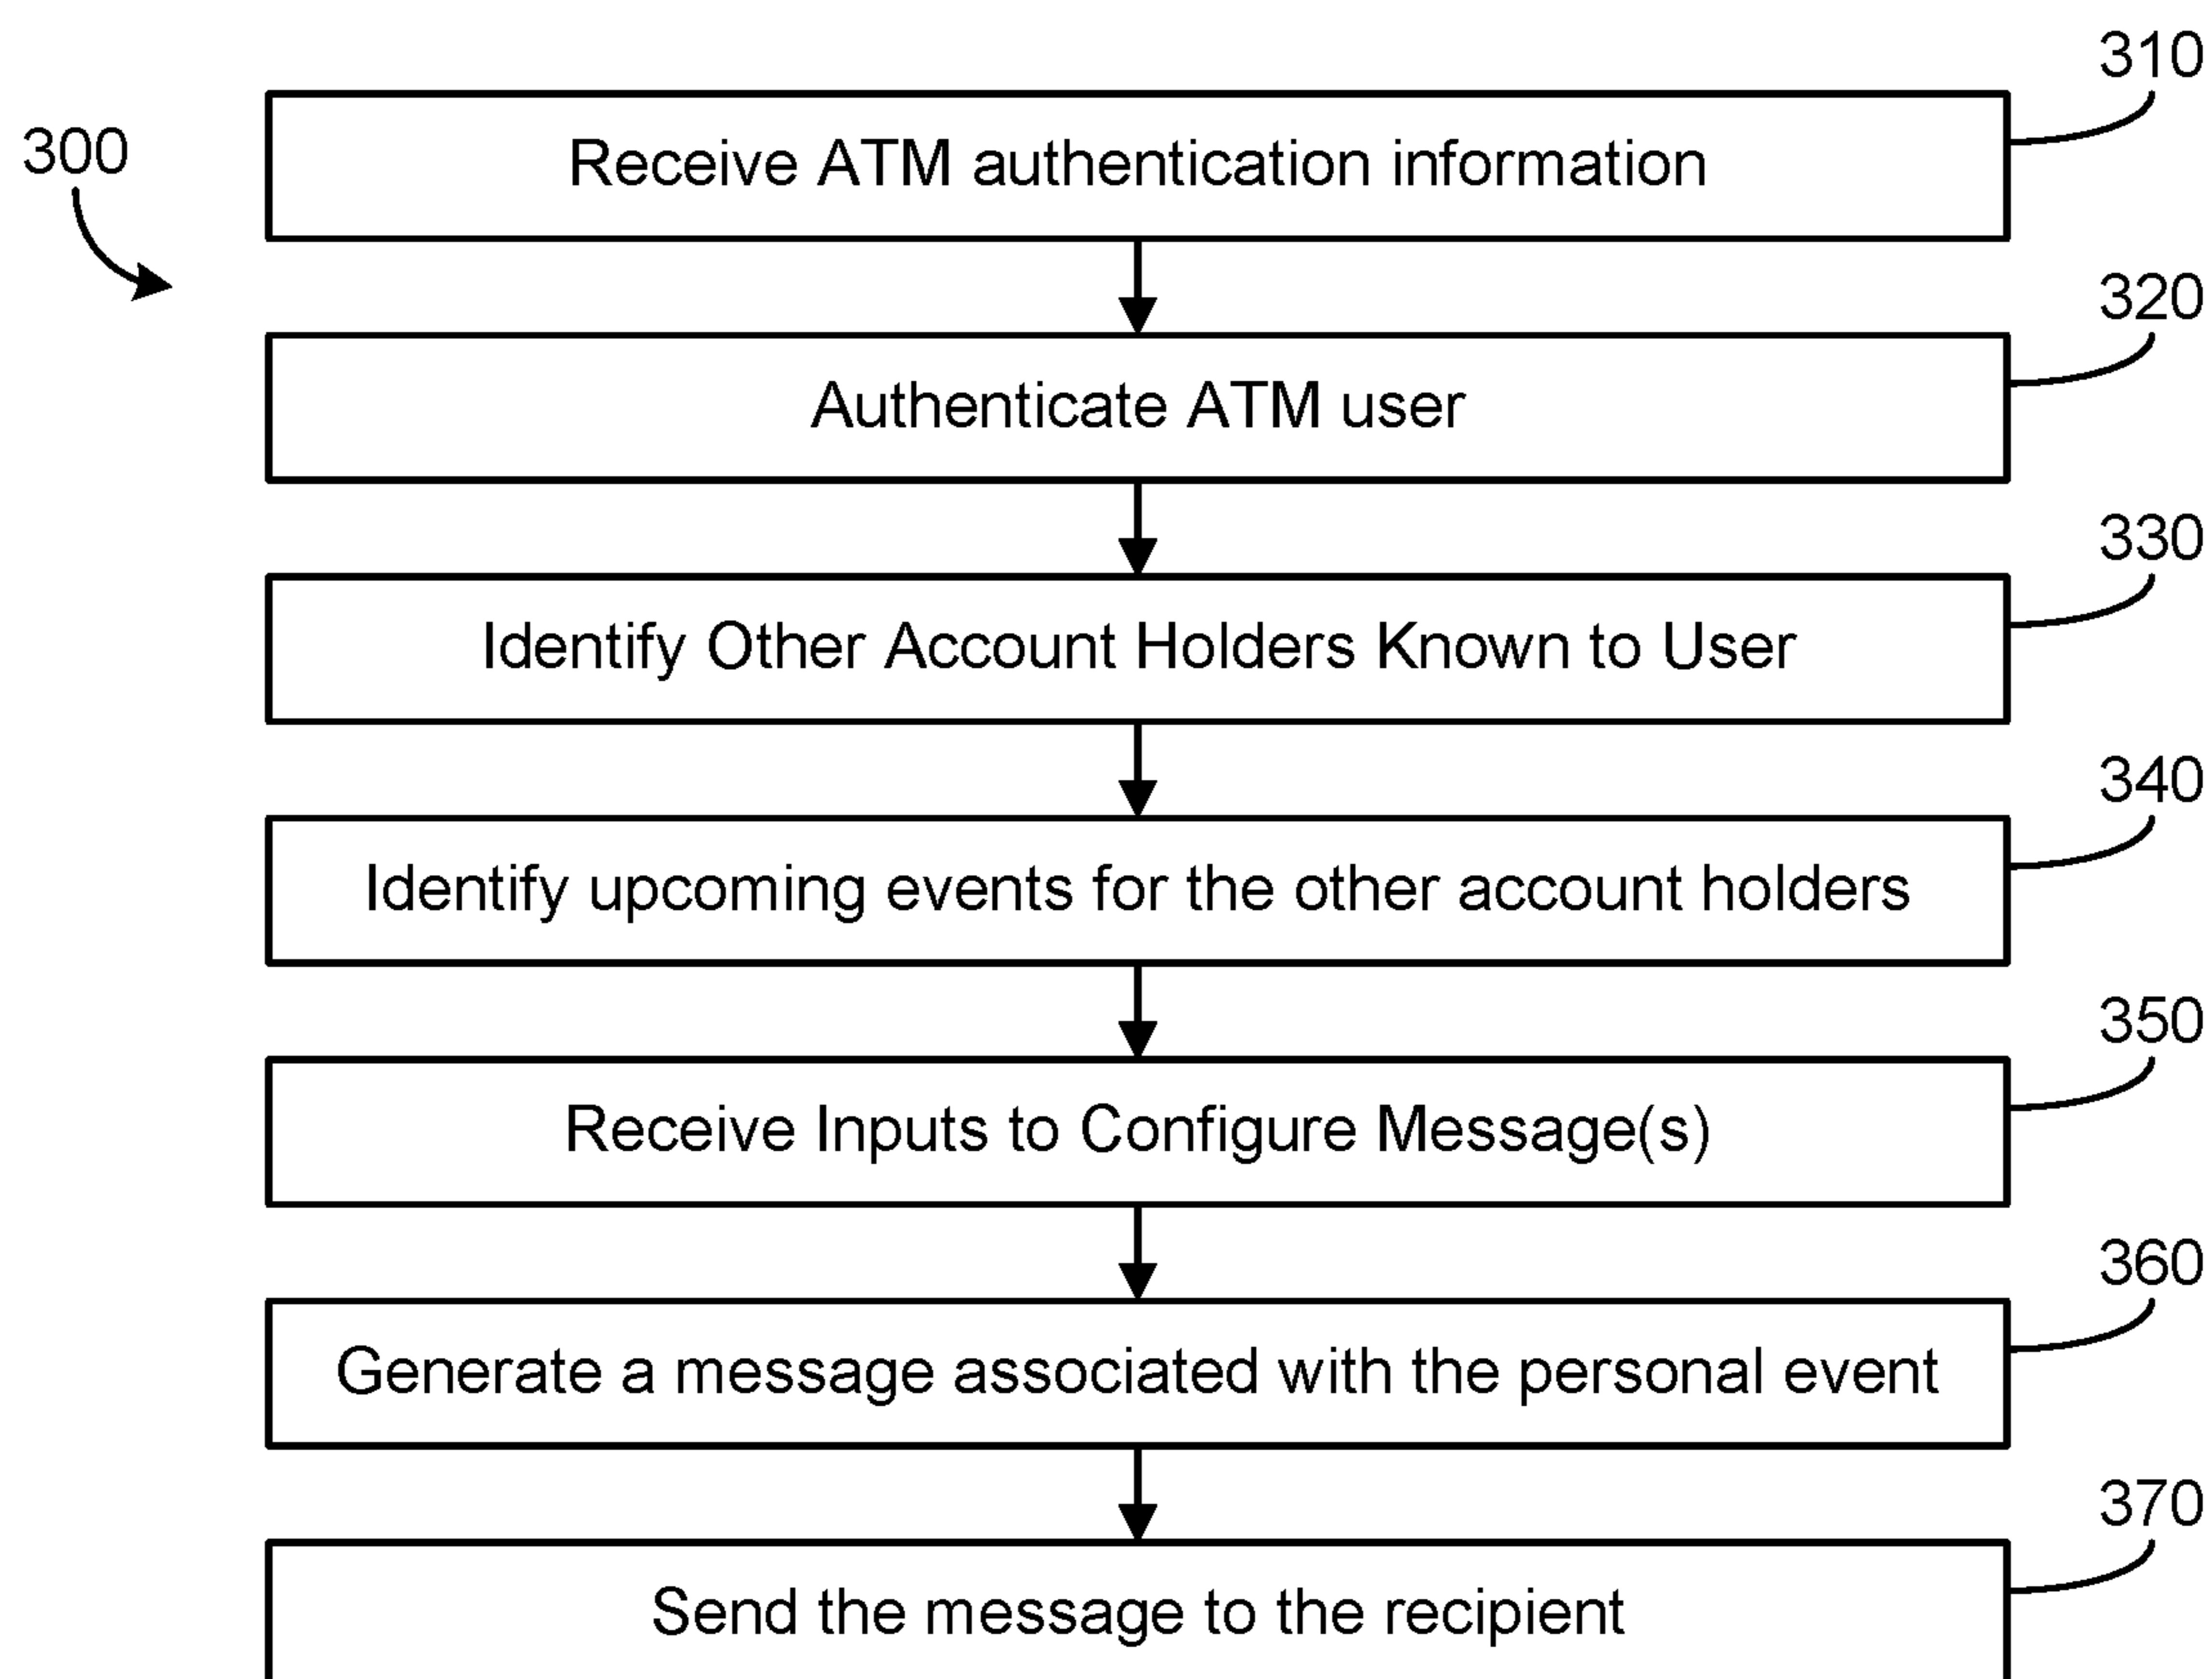 310
300
Receive ATM authentication information
320
Authenticate ATM user
330
Identify Other Account Holders Known to User
340
Identify upcoming events for the other account holders
350
Receive Inputs to Configure Message(s)
360
Generate a message associated with the personal event
370
Send the message to the recipient